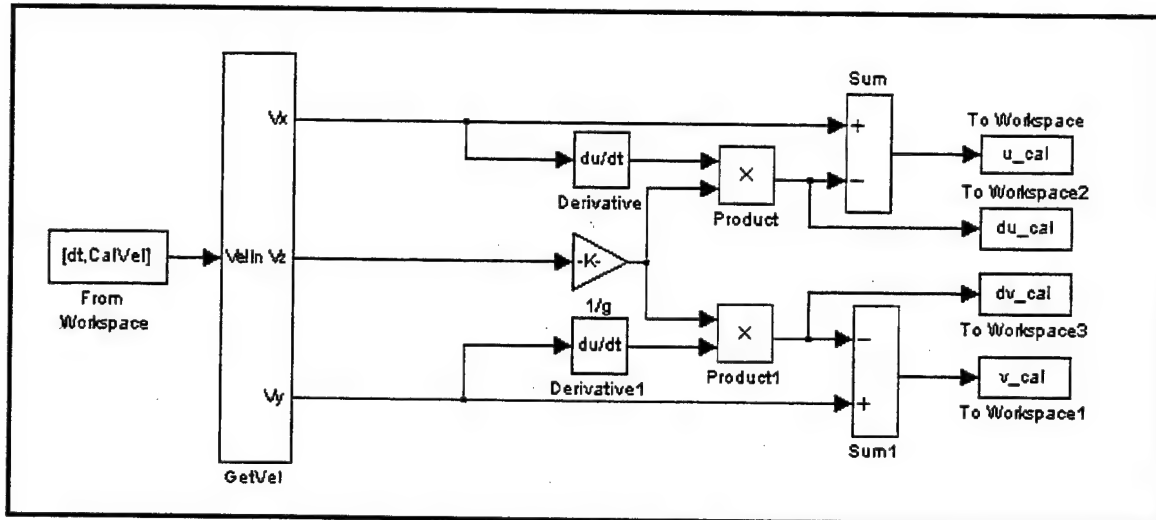 Sum
To Workspace
Vx
+
du/dt
×
−
u_cal
Derivative
Product
To Workspace2
du_cal
[dt,CalVel]
VelIn Vz
-K-
From
Workspace
1/g
dv_cal
du/dt
×
−
To Workspace3
Derivative1
Product1
v_cal
Vy
+
To Workspace1
GetVel
Sum1